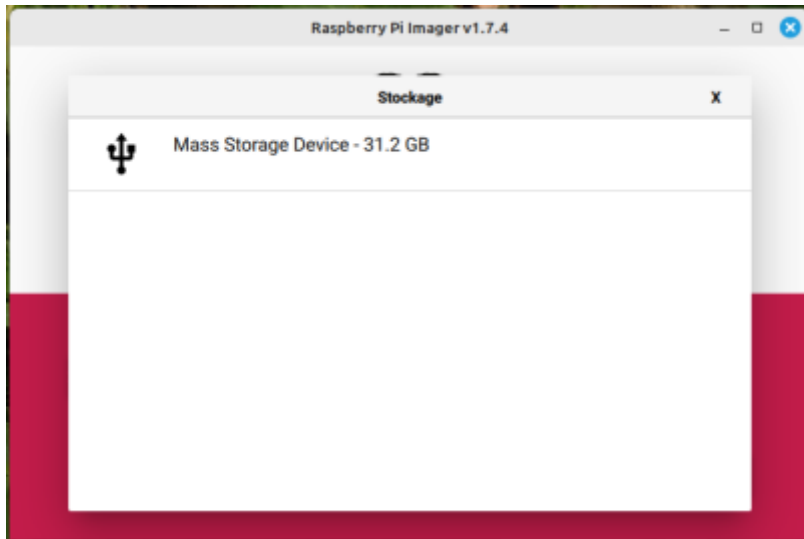 Raspberry Pi Imager v1.7.4
Stockage X
Mass Storage Device - 31.2 GB